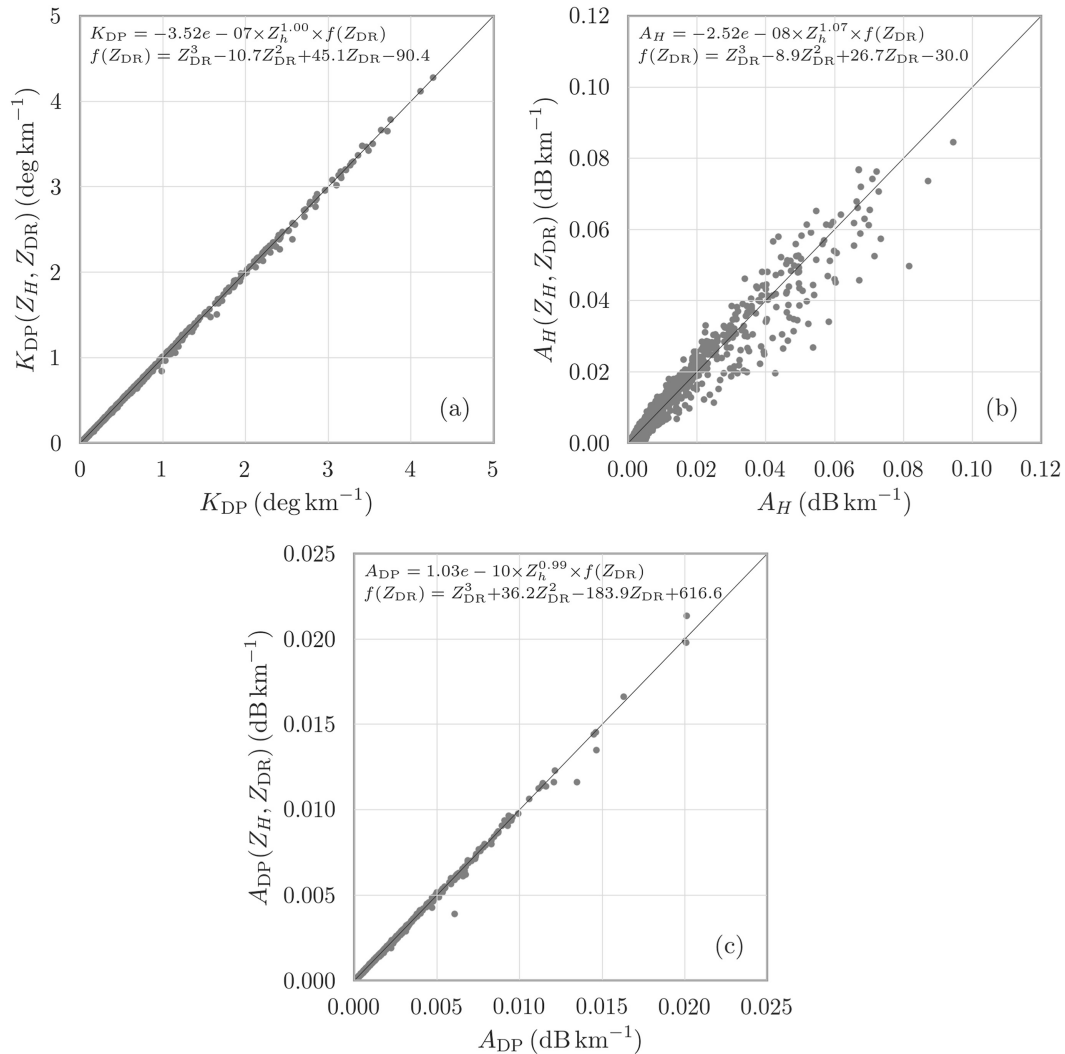 K_DP = −3.52e − 07×Z_h^1.00×f(Z_DR)
f(Z_DR) = Z_DR^3−10.7Z_DR^2+45.1Z_DR−90.4
5
4
3
2
1
0
K_DP(Z_H, Z_DR) (deg km^−1)
(a)
0 1 2 3 4 5
K_DP (deg km^−1)
A_H = −2.52e − 08×Z_h^1.07×f(Z_DR)
f(Z_DR) = Z_DR^3−8.9Z_DR^2+26.7Z_DR−30.0
0.12
0.10
0.08
0.06
0.04
0.02
0.00
A_H(Z_H, Z_DR) (dB km^−1)
(b)
0.00 0.02 0.04 0.06 0.08 0.10 0.12
A_H (dB km^−1)
A_DP = 1.03e − 10×Z_h^0.99×f(Z_DR)
f(Z_DR) = Z_DR^3+36.2Z_DR^2−183.9Z_DR+616.6
0.025
0.020
0.015
0.010
0.005
0.000
A_DP(Z_H, Z_DR) (dB km^−1)
(c)
0.000 0.005 0.010 0.015 0.020 0.025
A_DP (dB km^−1)